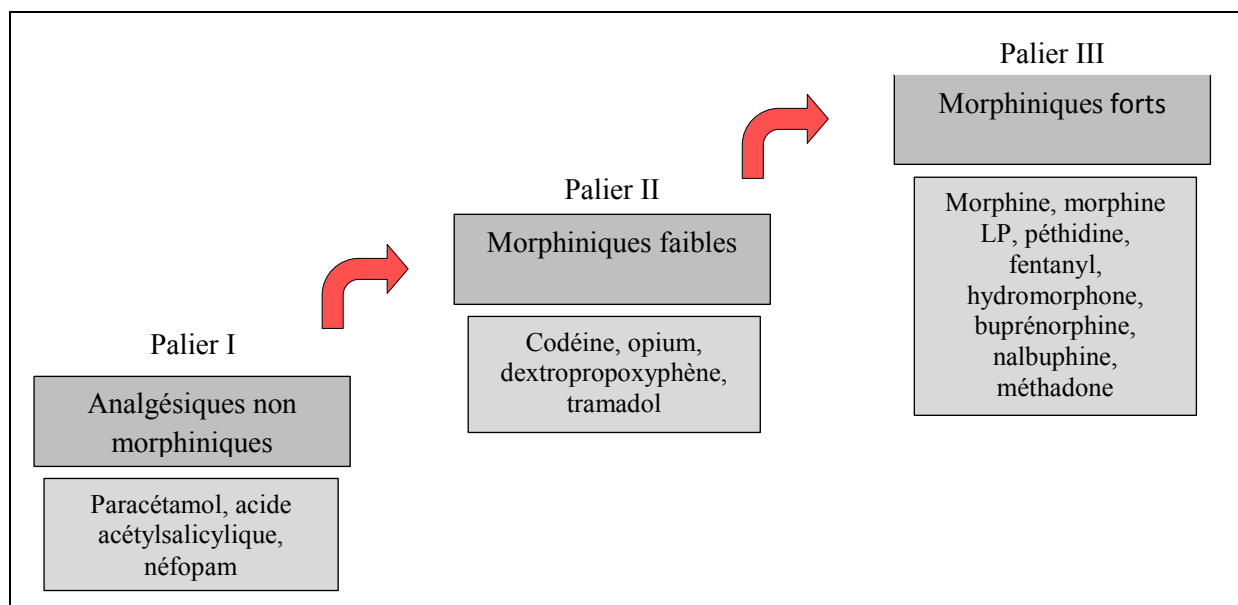 Palier I
Analgésiques non
morphiniques
Paracétamol, acide
acétylsalicylique,
néfopam
Palier II
Morphiniques faibles
Codéine, opium,
dextropropoxyphène,
tramadol
Palier III
Morphiniques forts
Morphine, morphine
LP, péthidine,
fentanyl,
hydromorphone,
buprénorphine,
nalbuphine,
méthadone